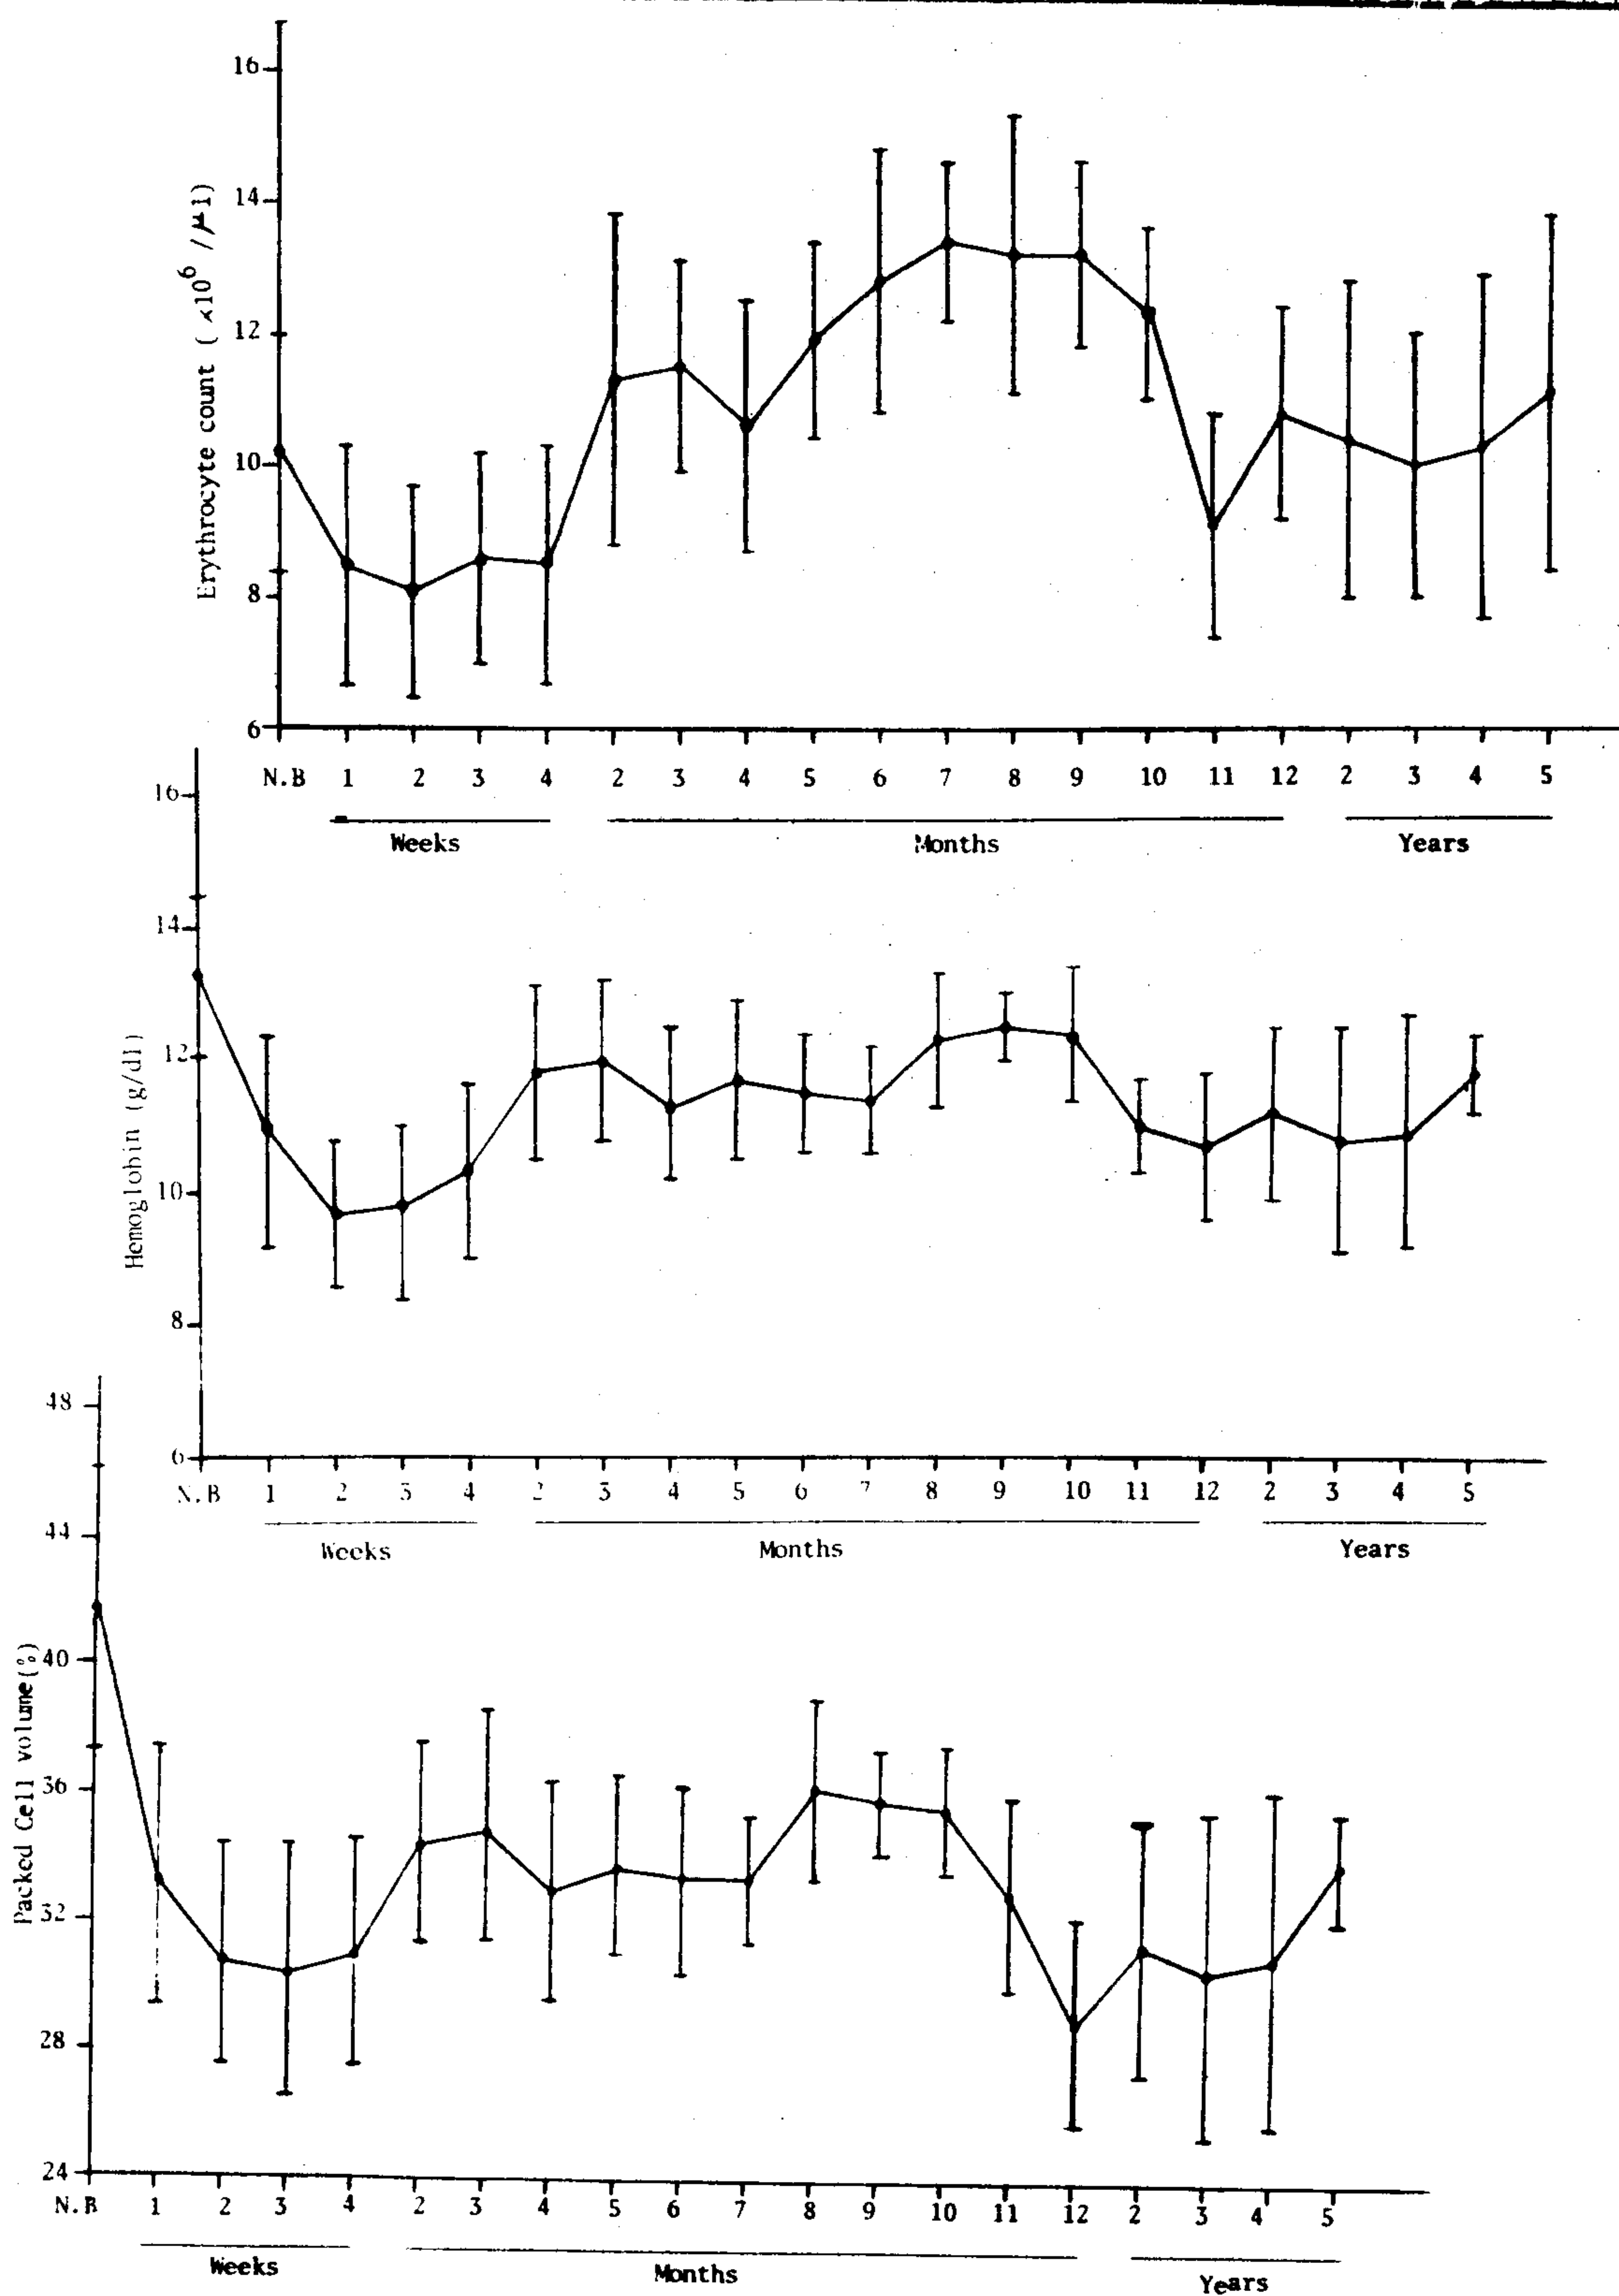 Erythrocyte count ( ×10⁶ /μl)
16
14
12
10
8
6
N.B 1 2 3 4 2 3 4 5 6 7 8 9 10 11 12 2 3 4 5
Weeks Months Years
Hemoglobin (g/dl)
16
14
12
10
8
6
N.B 1 2 3 4 2 3 4 5 6 7 8 9 10 11 12 2 3 4 5
Weeks Months Years
Packed Cell volume(%)
48
44
40
36
32
28
24
N.B 1 2 3 4 2 3 4 5 6 7 8 9 10 11 12 2 3 4 5
Weeks Months Years